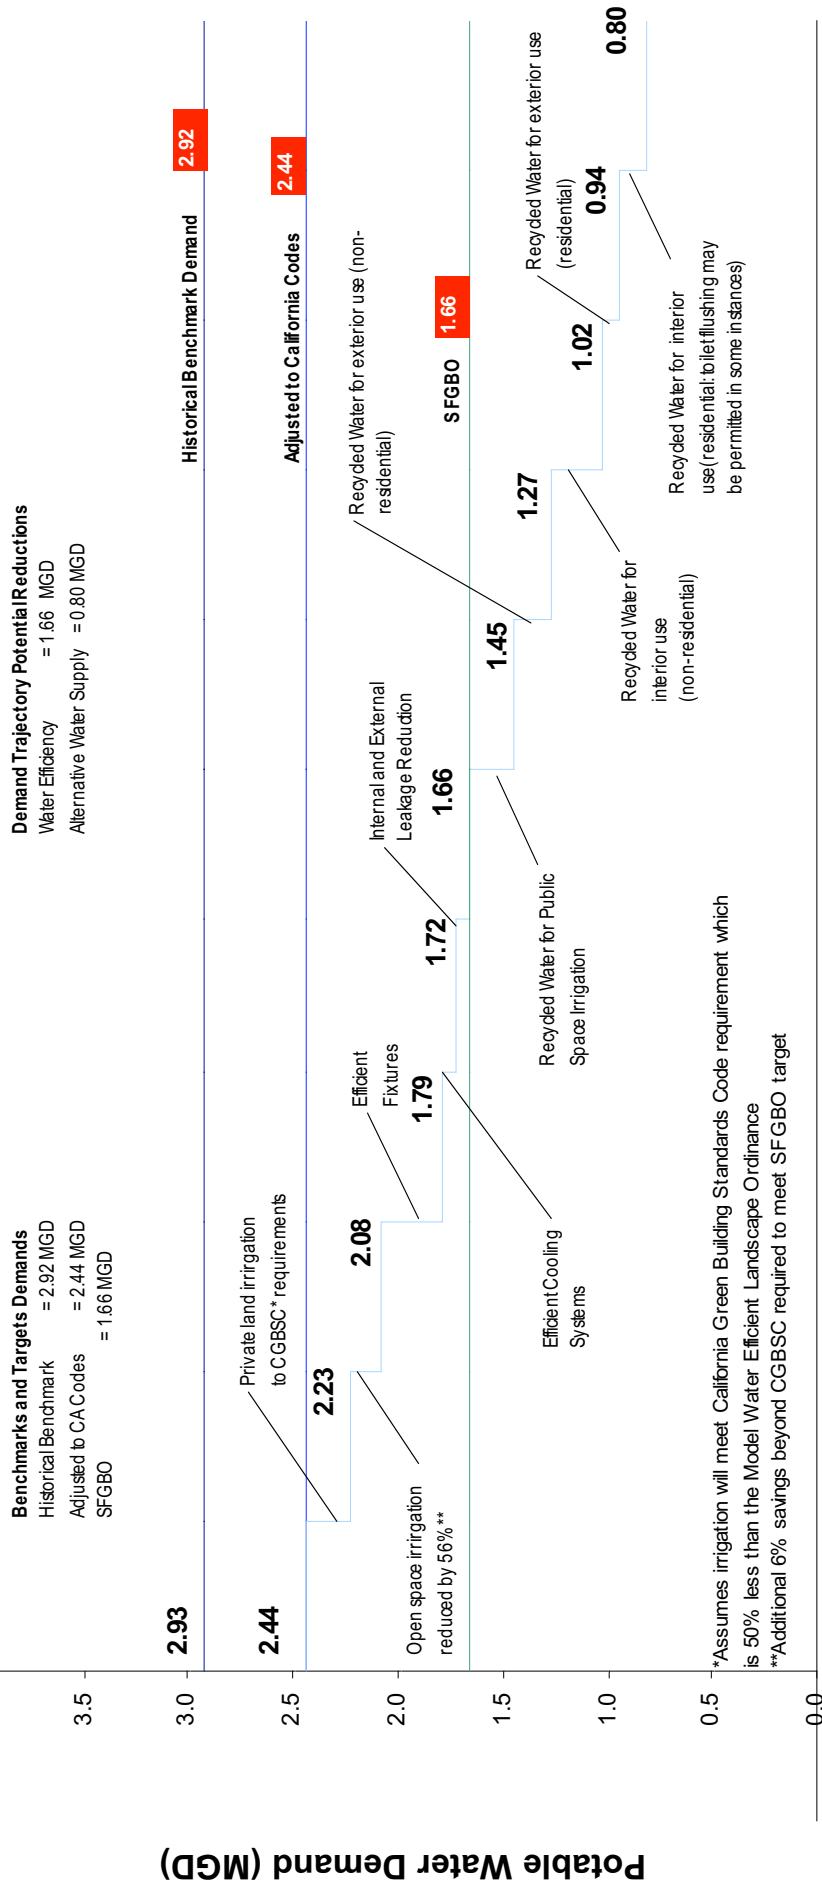 Benchmarks and Targets Demands
Historical Benchmark = 2.92 MGD
Adjusted to CA Codes = 2.44 MGD
SFGBO = 1.66 MGD
Demand Trajectory Potential Reductions
Water Efficiency = 1.66 MGD
Alternative Water Supply = 0.80 MGD
Potable Water Demand (MGD)
3.5
3.0
2.5
2.0
1.5
1.0
0.5
0.0
2.93
Historical Benchmark Demand
2.92
2.44
Adjusted to California Codes
2.44
SFGBO
1.66
Private land irrirgation
to CGBSC* requirements
2.23
Open space irrirgation
reduced by 56%**
2.08
Efficient
Fixtures
1.79
Efficient Cooling
Systems
1.72
Internal and External
Leakage Reduction
1.66
Recycled Water for Public
Space Irrigation
1.45
Recycled Water for exterior use (non-
residential)
1.27
Recycled Water for
interior use
(non-residential)
1.02
Recycled Water for exterior use
(residential)
0.94
Recycled Water for interior
use(residential: toilet flushing may
be permitted in some instances)
0.80
*Assumes irrigation will meet California Green Building Standards Code requirement which
is 50% less than the Model Water Efficient Landscape Ordinance
**Additional 6% savings beyond CGBSC required to meet SFGBO target